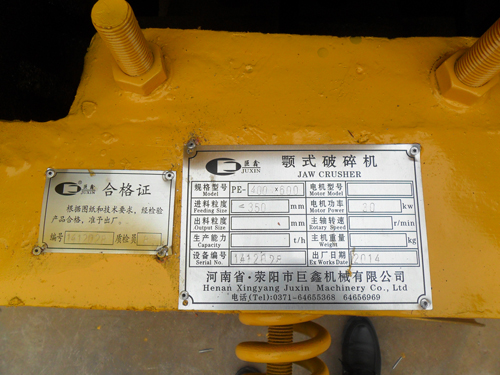 巨鑫 合格证
JUXIN
根据图纸和技术要求，经检验
产品合格，准予出厂。
编号 质检员
巨鑫 颚式破碎机
JUXIN JAW CRUSHER
规格型号 PE- 400×600 电机型号
Model Motor Model
进料粒度 ≤350 mm 电机功率 30 kw
Feeding Size Motor Power
出料粒度 mm 主轴转速 r/min
Output Size Rotary Speed
生产能力 t/h 主机重量 kg
Capacity Weight
设备编号 1412098 出厂日期 2014
Serial No. Ex Works Date
河南省·荥阳市巨鑫机械有限公司
Henan Xingyang Juxin Machinery Co., Ltd
电话(Tel):0371-64655368 64656969